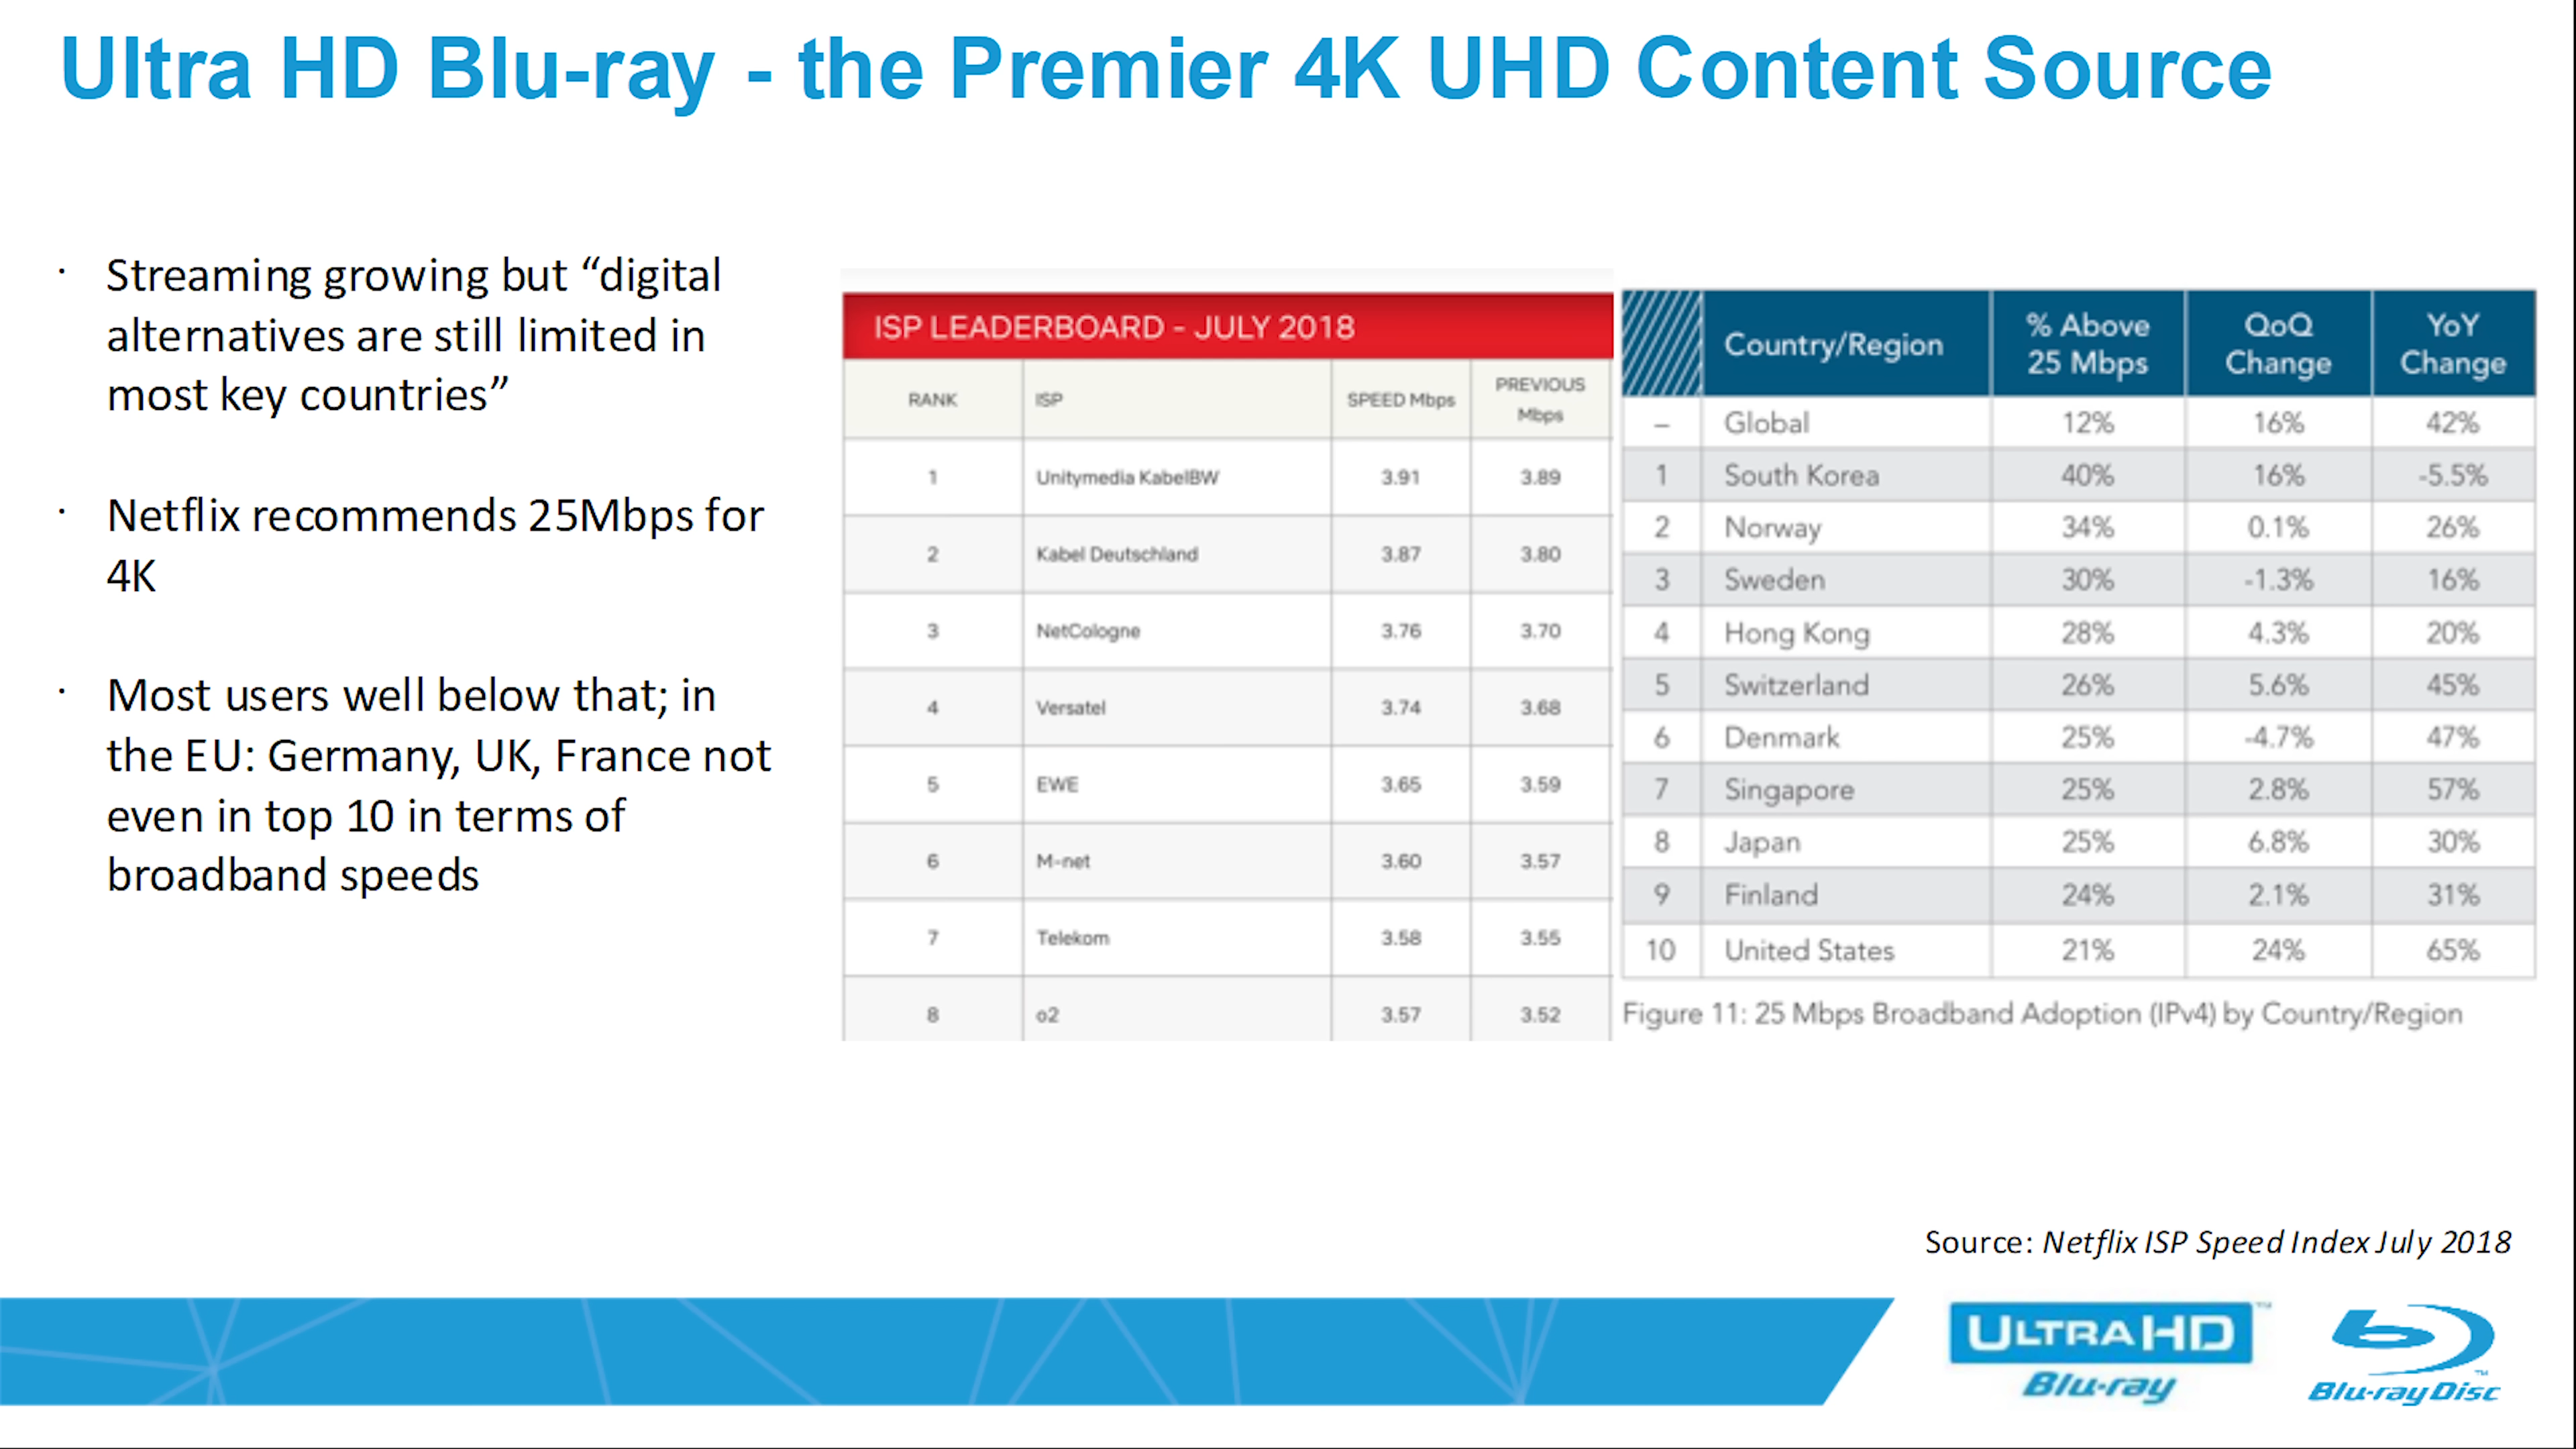 Ultra HD Blu-ray - the Premier 4K UHD Content Source
· Streaming growing but “digital
alternatives are still limited in
most key countries”
· Netflix recommends 25Mbps for
4K
· Most users well below that; in
the EU: Germany, UK, France not
even in top 10 in terms of
broadband speeds
ISP LEADERBOARD - JULY 2018
RANK ISP SPEED Mbps PREVIOUS Mbps
1 Unitymedia KabelBW 3.91 3.89
2 Kabel Deutschland 3.87 3.80
3 NetCologne 3.76 3.70
4 Versatel 3.74 3.68
5 EWE 3.65 3.59
6 M-net 3.60 3.57
7 Telekom 3.58 3.55
8 o2 3.57 3.52
Country/Region % Above 25 Mbps QoQ Change YoY Change
– Global 12% 16% 42%
1 South Korea 40% 16% -5.5%
2 Norway 34% 0.1% 26%
3 Sweden 30% -1.3% 16%
4 Hong Kong 28% 4.3% 20%
5 Switzerland 26% 5.6% 45%
6 Denmark 25% -4.7% 47%
7 Singapore 25% 2.8% 57%
8 Japan 25% 6.8% 30%
9 Finland 24% 2.1% 31%
10 United States 21% 24% 65%
Figure 11: 25 Mbps Broadband Adoption (IPv4) by Country/Region
Source: Netflix ISP Speed Index July 2018
ULTRA HD™
Blu-ray
Blu-ray Disc™